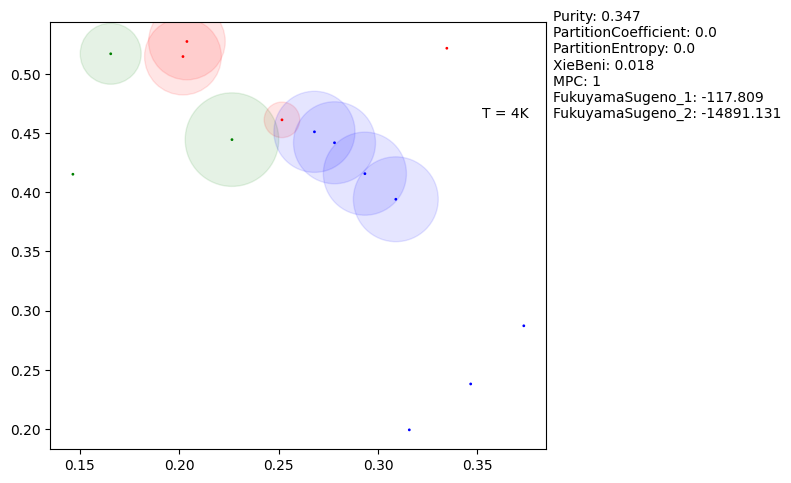 Purity: 0.347
PartitionCoefficient: 0.0
PartitionEntropy: 0.0
XieBeni: 0.018
MPC: 1
FukuyamaSugeno_1: -117.809
FukuyamaSugeno_2: -14891.131
T = 4K
0.50
0.45
0.40
0.35
0.30
0.25
0.20
0.15 0.20 0.25 0.30 0.35